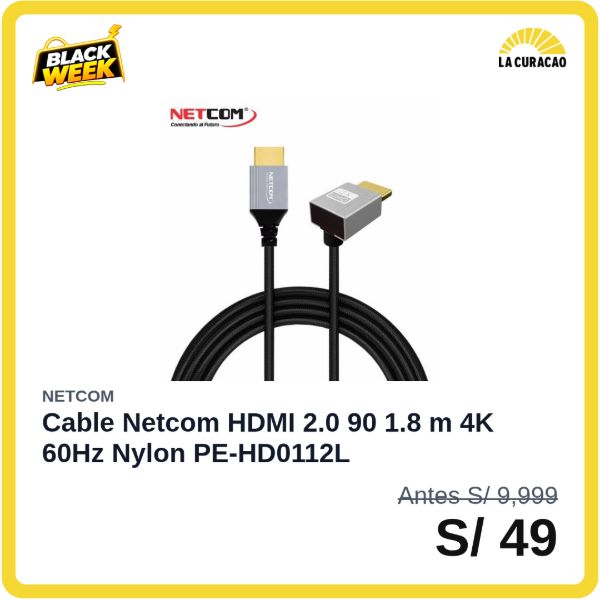 BLACK
WEEK
LA CURACAO
NETCOM
Conectando al Futuro
NETCOM
NETCOM
Cable Netcom HDMI 2.0 90 1.8 m 4K
60Hz Nylon PE-HD0112L
Antes S/ 9,999
S/ 49